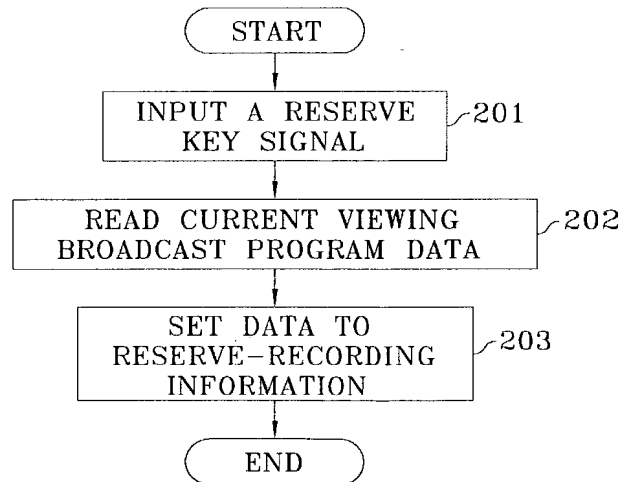 START
INPUT A RESERVE
KEY SIGNAL
201
READ CURRENT VIEWING
BROADCAST PROGRAM DATA
202
SET DATA TO
RESERVE-RECORDING
INFORMATION
203
END